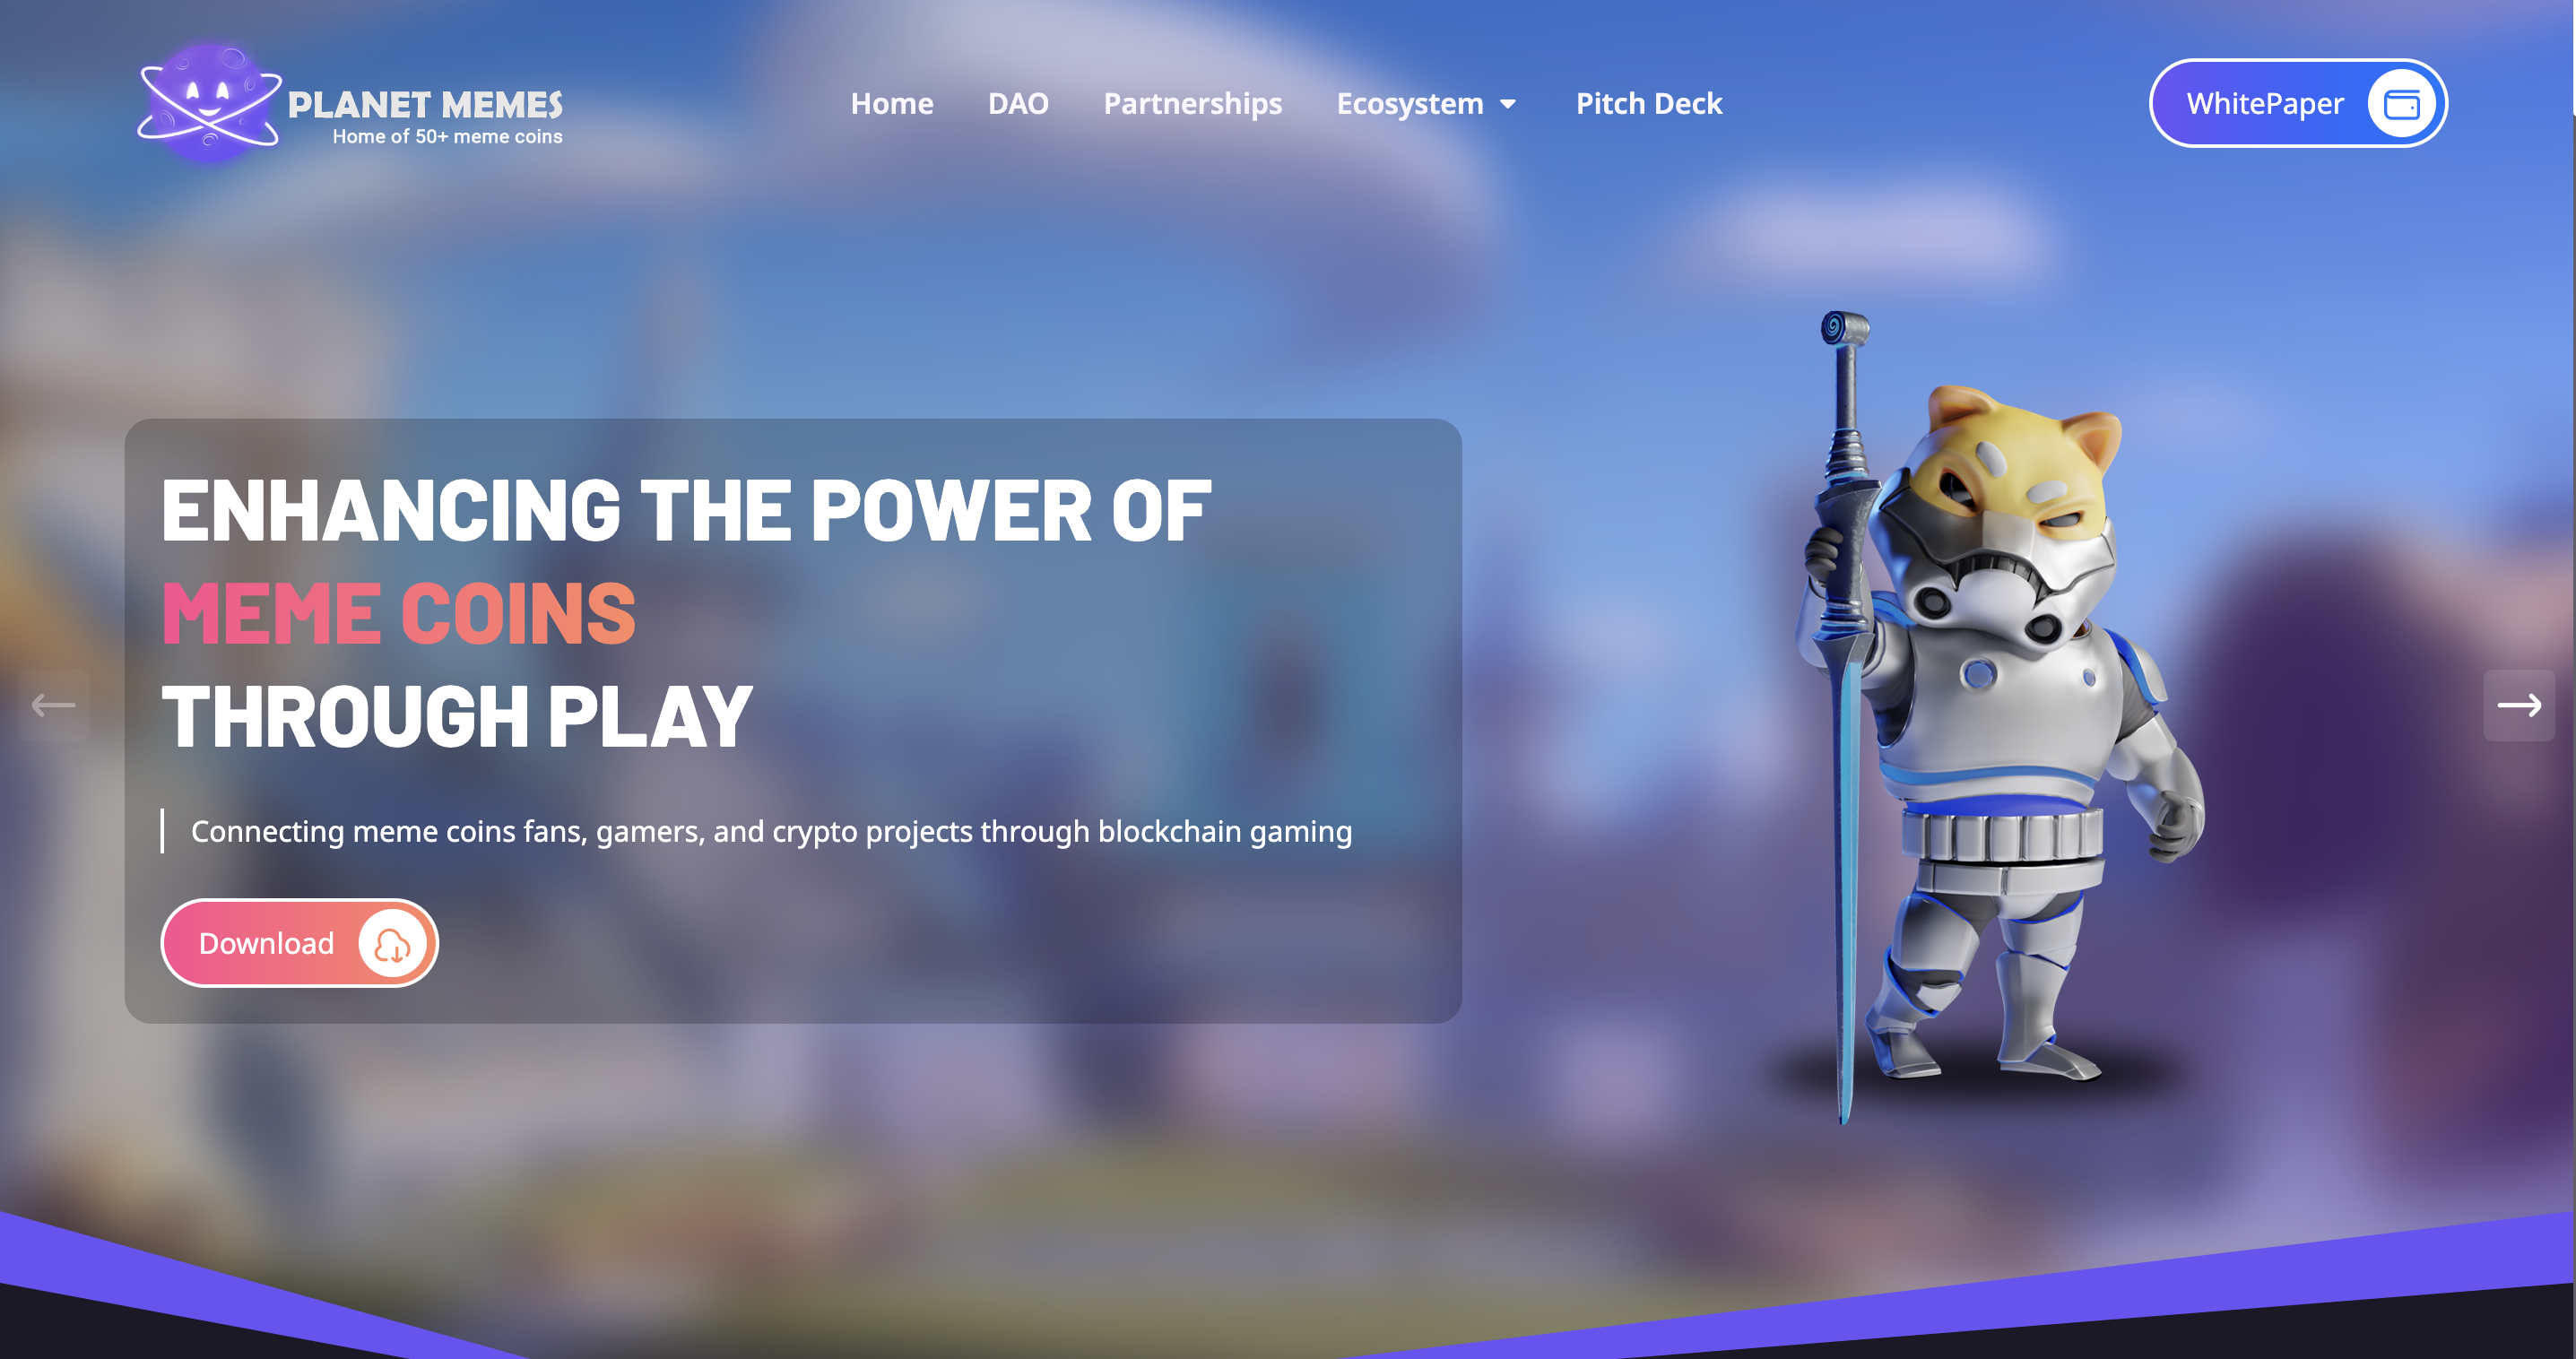 PLANET MEMES
Home of 50+ meme coins
Home
DAO
Partnerships
Ecosystem
Pitch Deck
WhitePaper
ENHANCING THE POWER OF
MEME COINS
THROUGH PLAY
Connecting meme coins fans, gamers, and crypto projects through blockchain gaming
Download